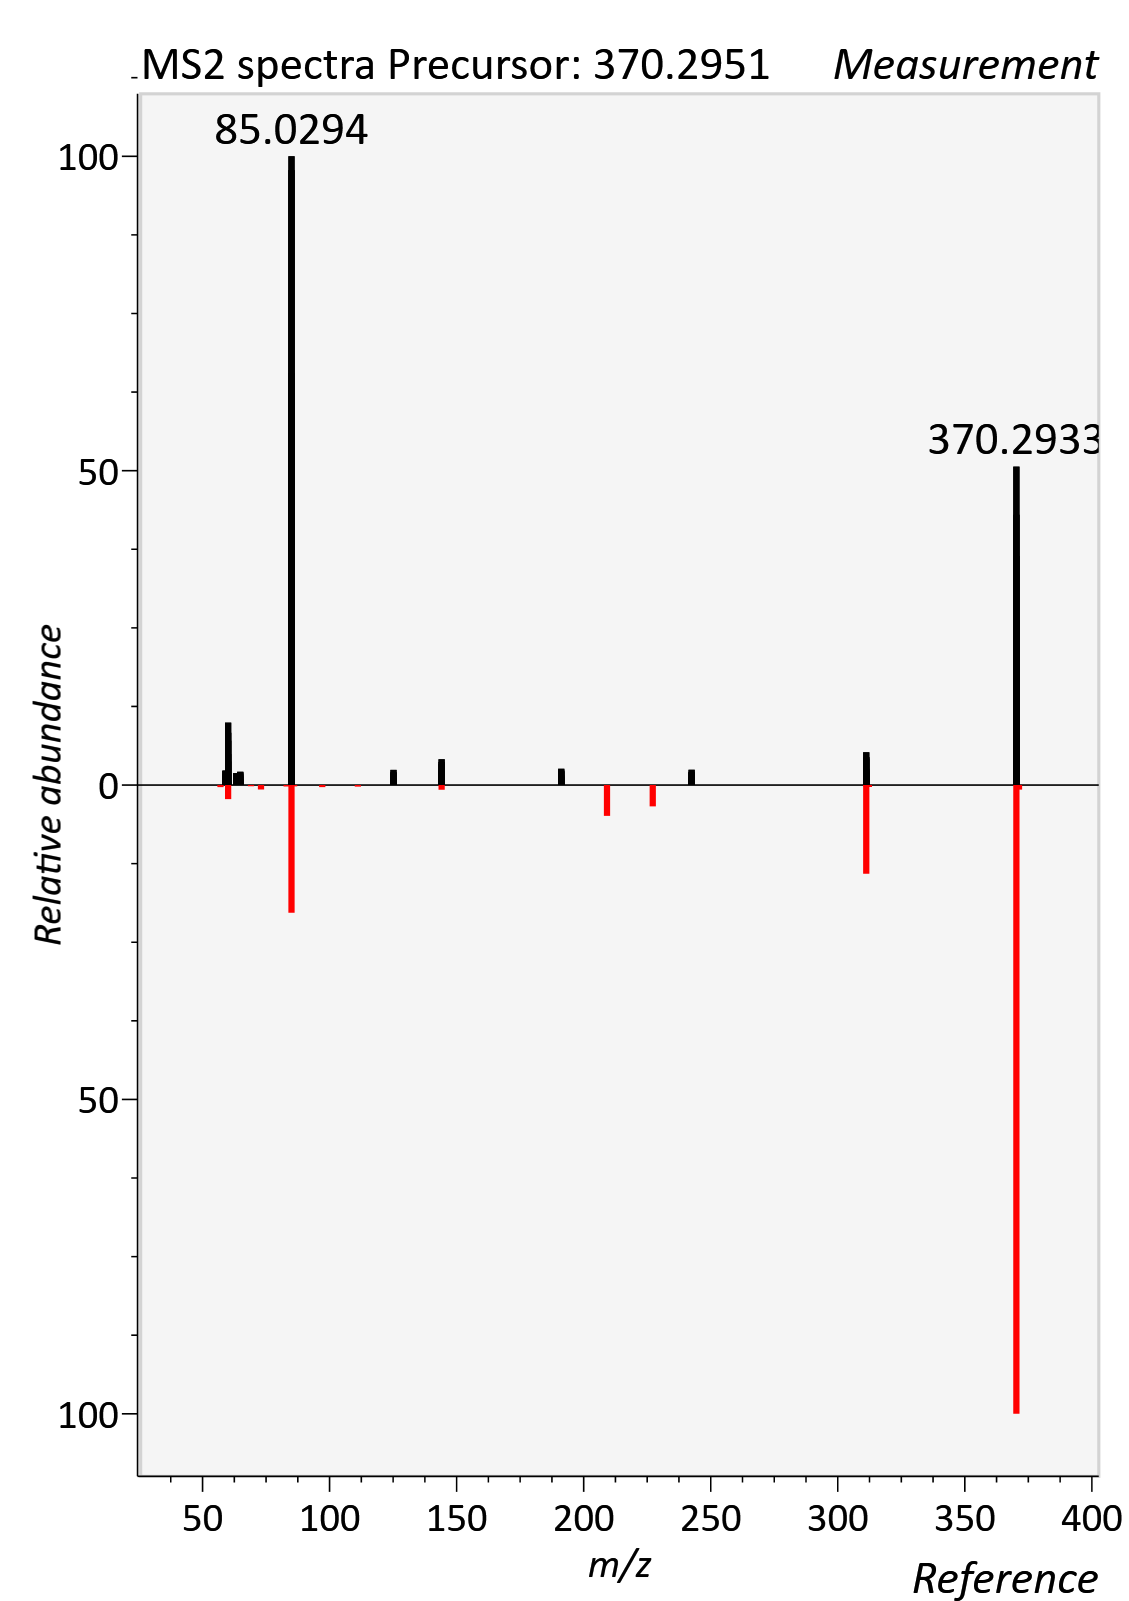 MS2 spectra Precursor: 370.2951
Measurement
85.0294
100
370.2933
50
0
50
100
Relative abundance
50 100 150 200 250 300 350 400
m/z
Reference